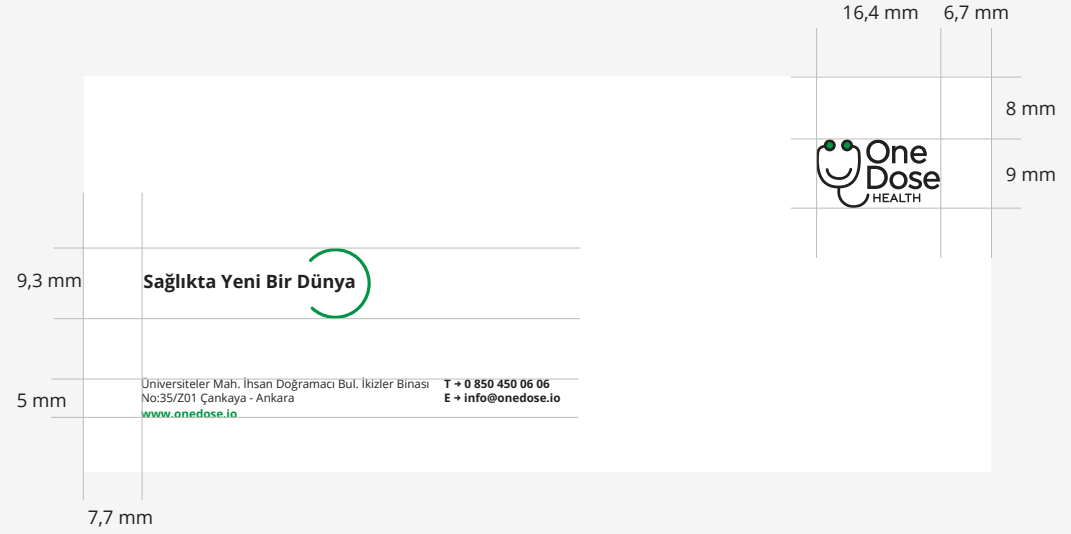 16,4 mm 6,7 mm
8 mm
One
Dose
HEALTH
9 mm
9,3 mm
Sağlıkta Yeni Bir Dünya
5 mm
Üniversiteler Mah. İhsan Doğramacı Bul. İkizler Binası
No:35/Z01 Çankaya - Ankara
www.onedose.io
T → 0 850 450 06 06
E → info@onedose.io
7,7 mm